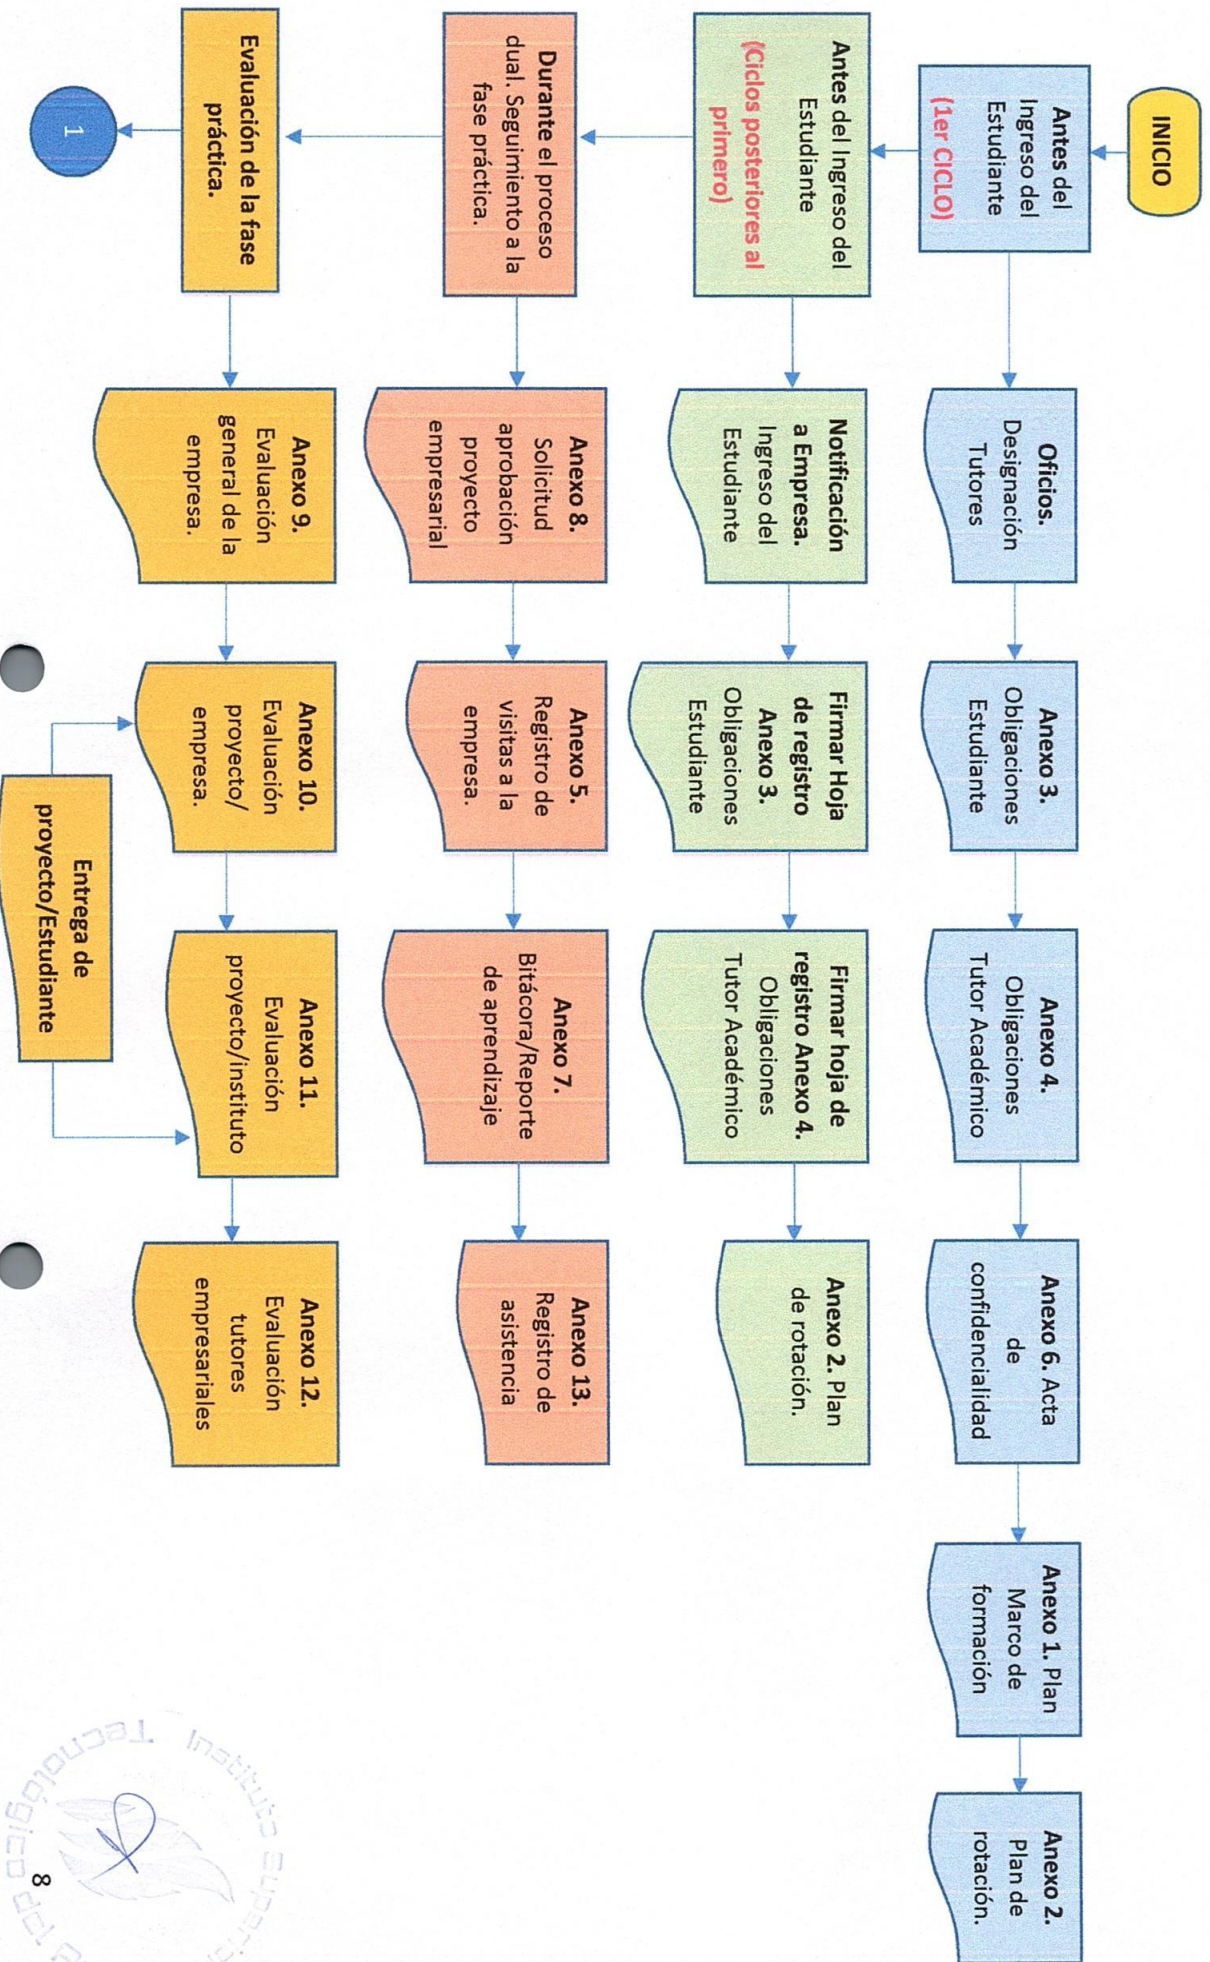 INICIO
Antes del
Ingreso del
Estudiante
(1er CICLO)
Oficios.
Designación
Tutores
Anexo 3.
Obligaciones
Estudiante
Anexo 4.
Obligaciones
Tutor Académico
Anexo 6. Acta
de
confidencialidad
Anexo 1. Plan
Marco de
formación
Anexo 2.
Plan de
rotación.
Antes del Ingreso del
Estudiante
(Ciclos posteriores al
primero)
Notificación
a Empresa.
Ingreso del
Estudiante
Firmar Hoja
de registro
Anexo 3.
Obligaciones
Estudiante
Firmar hoja de
registro Anexo 4.
Obligaciones
Tutor Académico
Anexo 2. Plan
de rotación.
Durante el proceso
dual. Seguimiento a la
fase práctica.
Anexo 8.
Solicitud
aprobación
proyecto
empresarial
Anexo 5.
Registro de
visitas a la
empresa.
Anexo 7.
Bitácora/Reporte
de aprendizaje
Anexo 13.
Registro de
asistencia
Evaluación de la fase
práctica.
Anexo 9.
Evaluación
general de la
empresa.
Anexo 10.
Evaluación
proyecto/
empresa.
Anexo 11.
Evaluación
proyecto/instituto
Anexo 12.
Evaluación
tutores
empresariales
1
Entrega de
proyecto/Estudiante
Instituto
Tecnológico
8